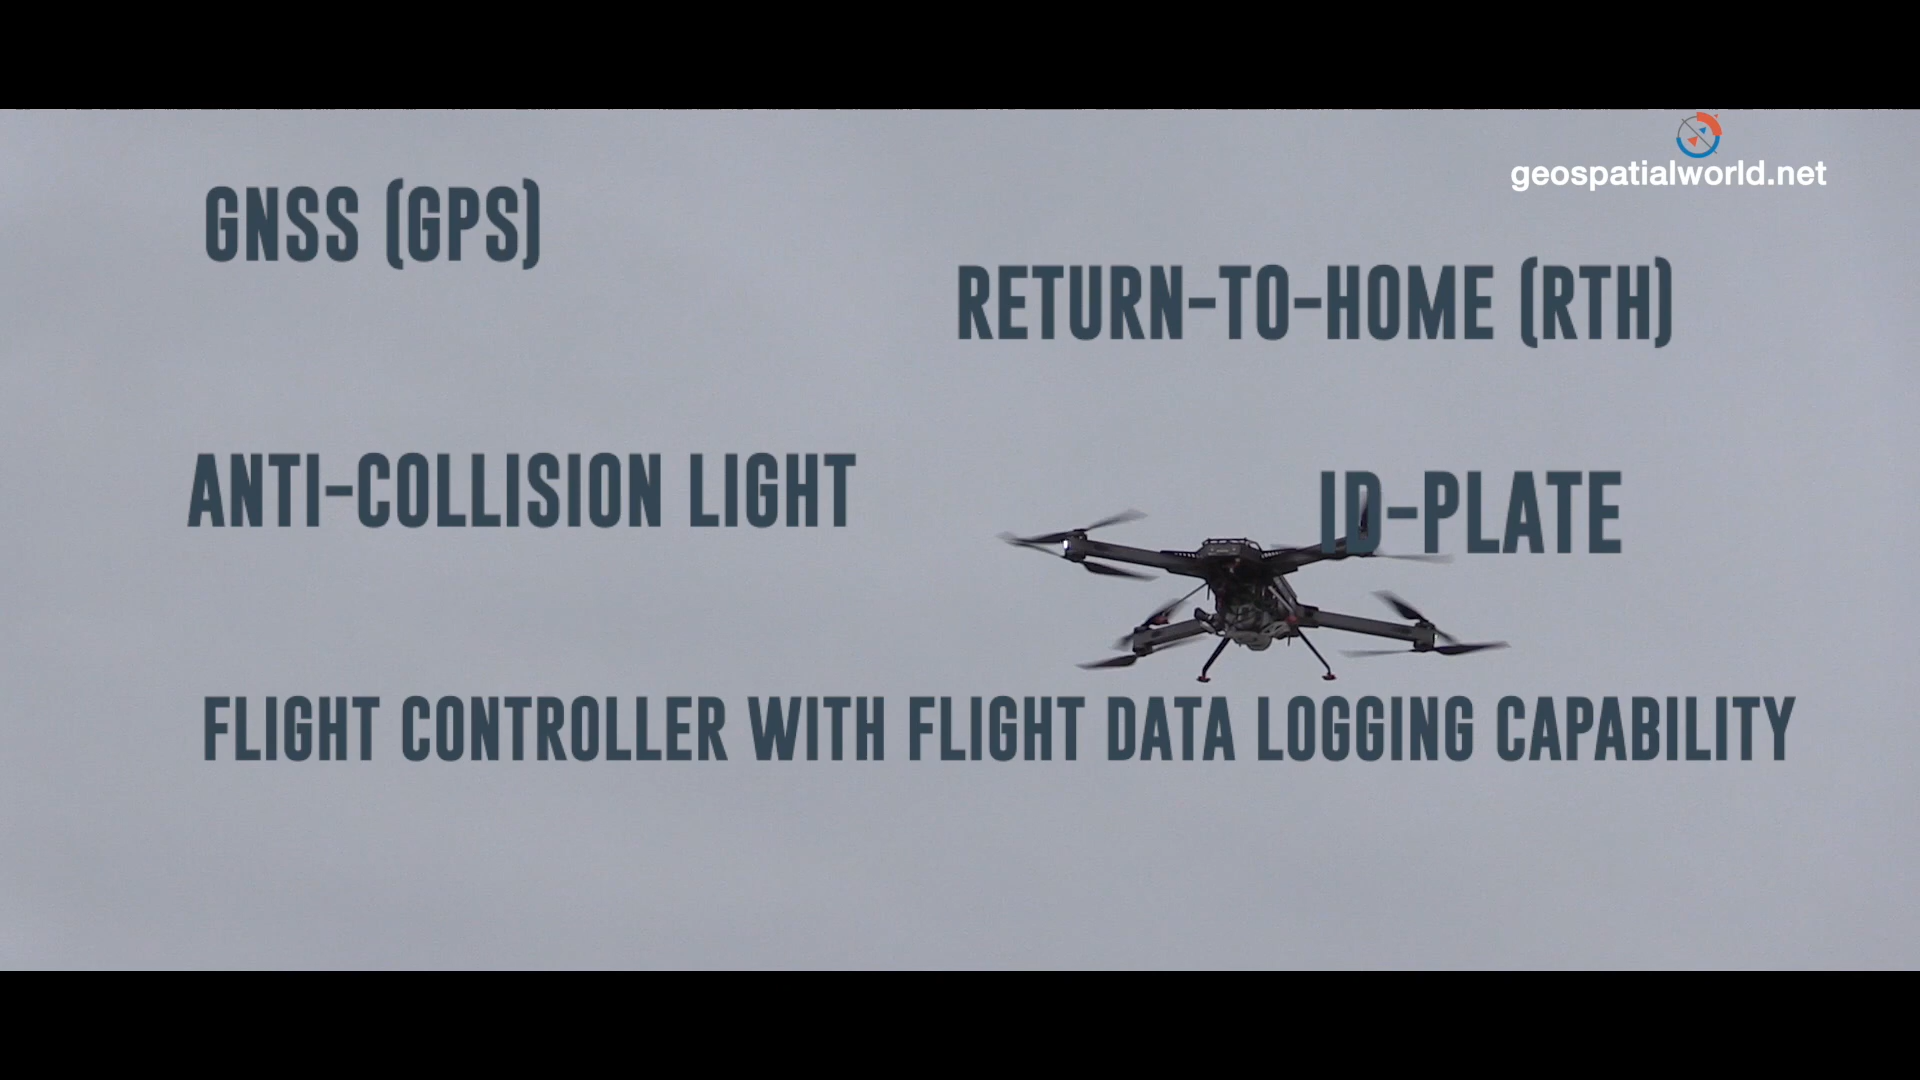 geospatialworld.net
GNSS (GPS)
RETURN-TO-HOME (RTH)
ANTI-COLLISION LIGHT
ID-PLATE
FLIGHT CONTROLLER WITH FLIGHT DATA LOGGING CAPABILITY